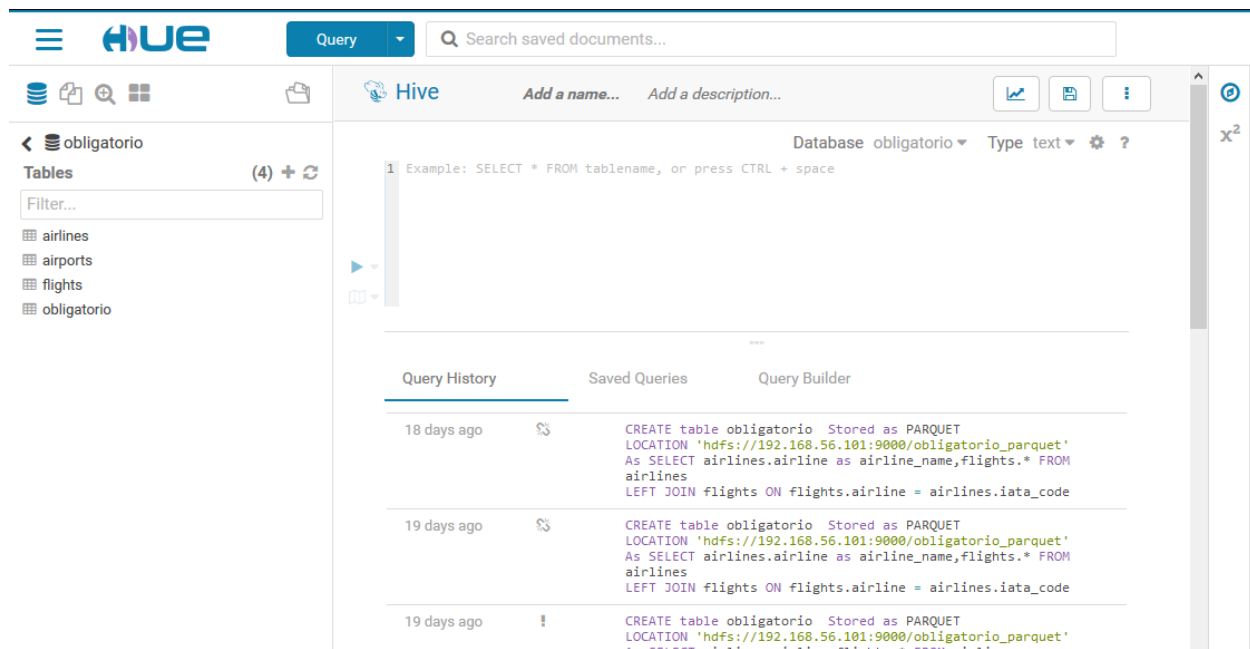 HUE
Query
Search saved documents...
Hive
Add a name...
Add a description...
obligatorio
Tables
(4)
Filter...
airlines
airports
flights
obligatorio
Database obligatorio Type text ?
1 Example: SELECT * FROM tablename, or press CTRL + space
x²
Query History
Saved Queries
Query Builder
18 days ago
CREATE table obligatorio Stored as PARQUET
LOCATION 'hdfs://192.168.56.101:9000/obligatorio_parquet'
As SELECT airlines.airline as airline_name,flights.* FROM
airlines
LEFT JOIN flights ON flights.airline = airlines.iata_code
19 days ago
CREATE table obligatorio Stored as PARQUET
LOCATION 'hdfs://192.168.56.101:9000/obligatorio_parquet'
As SELECT airlines.airline as airline_name,flights.* FROM
airlines
LEFT JOIN flights ON flights.airline = airlines.iata_code
19 days ago
!
CREATE table obligatorio Stored as PARQUET
LOCATION 'hdfs://192.168.56.101:9000/obligatorio_parquet'